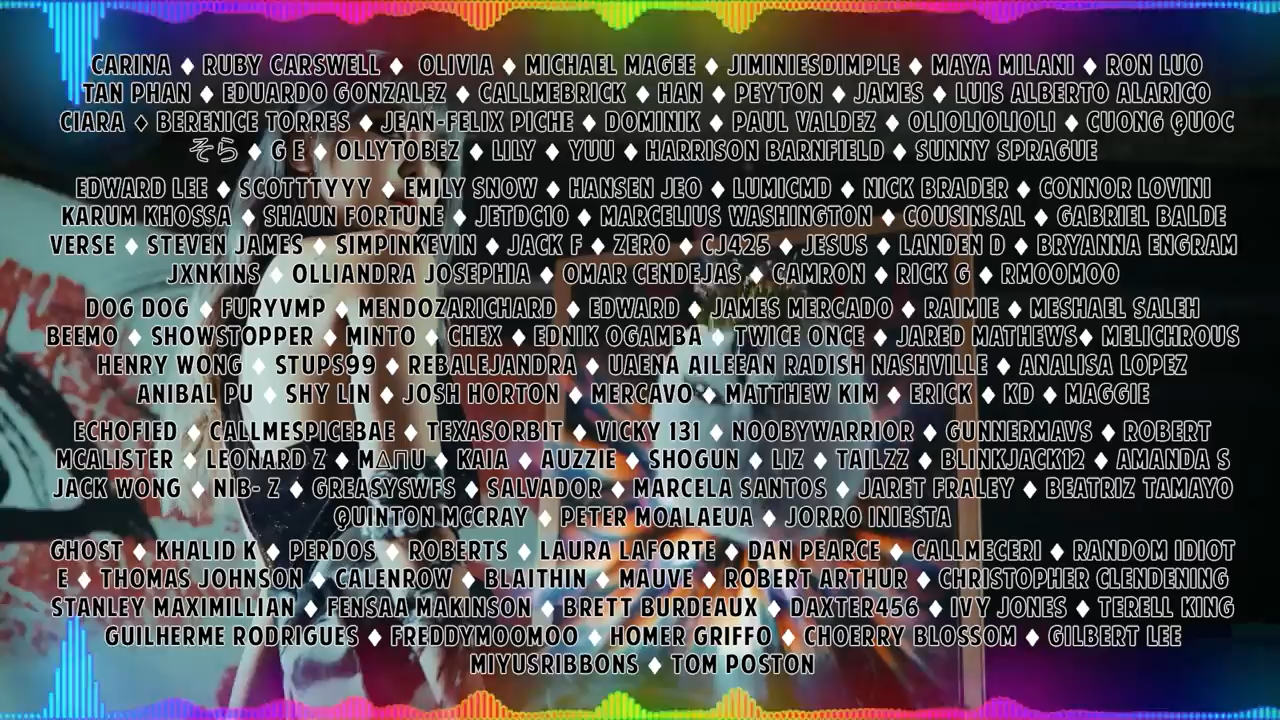 CARINA ♦ RUBY CARSWELL ♦ OLIVIA ♦ MICHAEL MAGEE ♦ JIMINIESDIMPLE ♦ MAYA MILANI ♦ RON LUO
TAN PHAN ♦ EDUARDO GONZALEZ ♦ CALLMEBRICK ♦ HAN ♦ PEYTON ♦ JAMES ♦ LUIS ALBERTO ALARICO
CIARA ♦ BERENICE TORRES ♦ JEAN-FELIX PICHE ♦ DOMINIK ♦ PAUL VALDEZ ♦ OLIOLIOLIOLI ♦ CUONG QUOC
そら ♦ G E ♦ OLLYTOBEZ ♦ LILY ♦ YUU ♦ HARRISON BARNFIELD ♦ SUNNY SPRAGUE
EDWARD LEE ♦ SCOTTTYYY ♦ EMILY SNOW ♦ HANSEN JEO ♦ LUMICMD ♦ NICK BRADER ♦ CONNOR LOVINI
KARUM KHOSSA ♦ SHAUN FORTUNE ♦ JETDC10 ♦ MARCELIUS WASHINGTON ♦ COUSINSAL ♦ GABRIEL BALDE
VERSE ♦ STEVEN JAMES ♦ SIMPINKEVIN ♦ JACK F ♦ ZERO ♦ CJ425 ♦ JESUS ♦ LANDEN D ♦ BRYANNA ENGRAM
JXNKINS ♦ OLLIANDRA JOSEPHIA ♦ OMAR CENDEJAS ♦ CAMRON ♦ RICK G ♦ RMOOMOO
DOG DOG ♦ FURYVMP ♦ MENDOZARICHARD ♦ EDWARD ♦ JAMES MERCADO ♦ RAIMIE ♦ MESHAEL SALEH
BEEMO ♦ SHOWSTOPPER ♦ MINTO ♦ CHEX ♦ EDNIK OGAMBA ♦ TWICE ONCE ♦ JARED MATHEWS♦ MELICHROUS
HENRY WONG ♦ STUPS99 ♦ REBALEJANDRA ♦ UAENA AILEEAN RADISH NASHVILLE ♦ ANALISA LOPEZ
ANIBAL PU ♦ SHY LIN ♦ JOSH HORTON ♦ MERCAVO ♦ MATTHEW KIM ♦ ERICK ♦ KD ♦ MAGGIE
ECHOFIED ♦ CALLMESPICEBAE ♦ TEXASORBIT ♦ VICKY 131 ♦ NOOBYWARRIOR ♦ GUNNERMAVS ♦ ROBERT
MCALISTER ♦ LEONARD Z ♦ M△⊓U ♦ KAIA ♦ AUZZIE ♦ SHOGUN ♦ LIZ ♦ TAILZZ ♦ BLINKJACK12 ♦ AMANDA S
JACK WONG ♦ NIB- Z ♦ GREASYSWFS ♦ SALVADOR ♦ MARCELA SANTOS ♦ JARET FRALEY ♦ BEATRIZ TAMAYO
QUINTON MCCRAY ♦ PETER MOALAEUA ♦ JORRO INIESTA
GHOST ♦ KHALID K ♦ PERDOS ♦ ROBERTS ♦ LAURA LAFORTE ♦ DAN PEARCE ♦ CALLMECERI ♦ RANDOM IDIOT
E ♦ THOMAS JOHNSON ♦ CALENROW ♦ BLAITHIN ♦ MAUVE ♦ ROBERT ARTHUR ♦ CHRISTOPHER CLENDENING
STANLEY MAXIMILLIAN ♦ FENSAA MAKINSON ♦ BRETT BURDEAUX ♦ DAXTER456 ♦ IVY JONES ♦ TERELL KING
GUILHERME RODRIGUES ♦ FREDDYMOOMOO ♦ HOMER GRIFFO ♦ CHOERRY BLOSSOM ♦ GILBERT LEE
MIYUSRIBBONS ♦ TOM POSTON